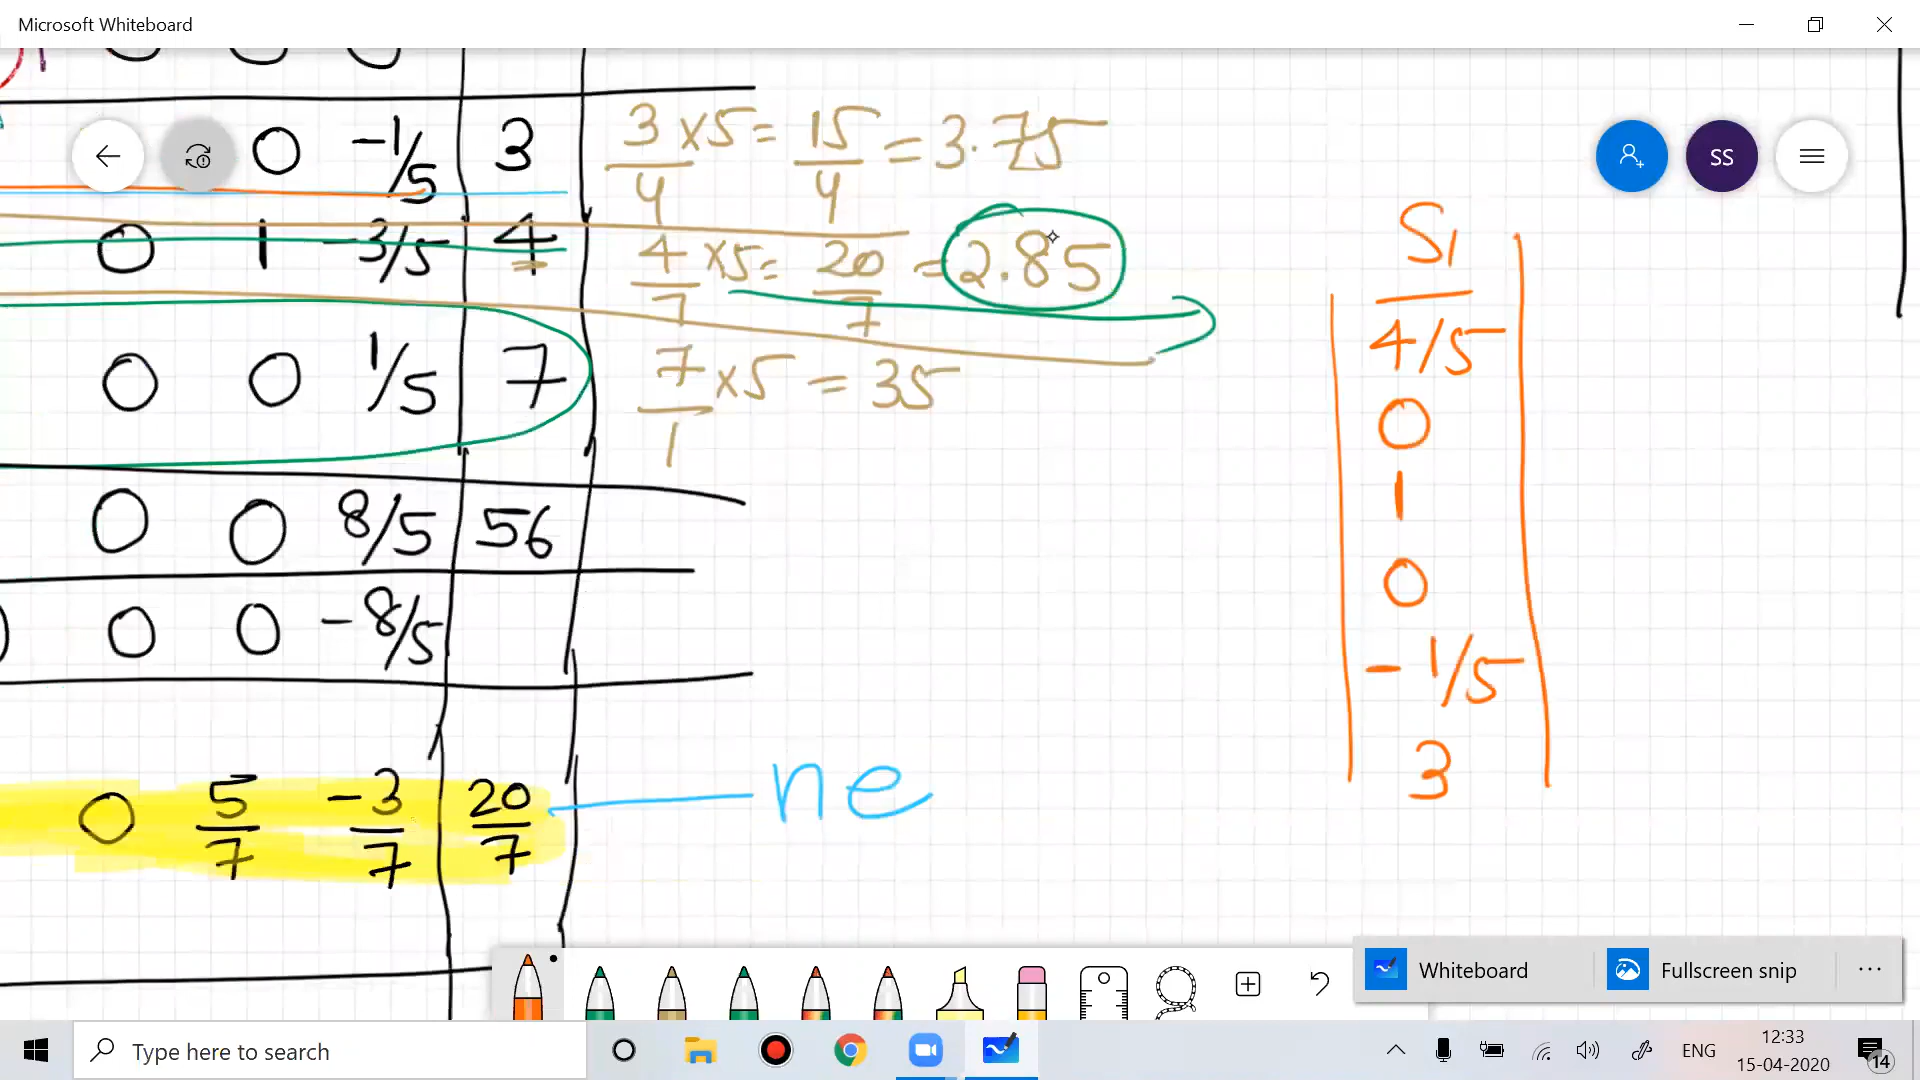 Microsoft Whiteboard
0 -1/5 3 3/4 x5 = 15/4 = 3.75
SS
0 1 -3/5 4 4/7 x5 = 20/7 = 2.85
0 0 1/5 7 7/1 x5 = 35
0 0 8/5 56
0 0 -8/5
0 5/7 -3/7 20/7 ne
S1
4/5
0
1
0
-1/5
3
Whiteboard
Fullscreen snip
Type here to search
ENG
12:33
15-04-2020
14